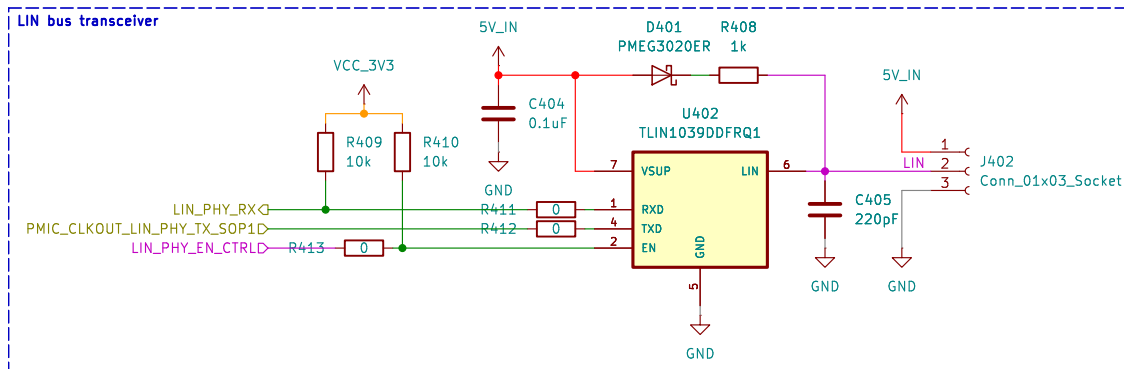 LIN bus transceiver
5V_IN
D401
PMEG3020ER
R408
1k
VCC_3V3
5V_IN
C404
0.1uF
U402
TLIN1039DDFRQ1
R409
10k
R410
10k
GND
7
VSUP
LIN
6
LIN
1
2
3
J402
Conn_01x03_Socket
LIN_PHY_RX
R411
0
1
RXD
PMIC_CLKOUT_LIN_PHY_TX_SOP1
R412
0
4
TXD
LIN_PHY_EN_CTRL
R413
0
2
EN
GND
5
C405
220pF
GND
GND
GND